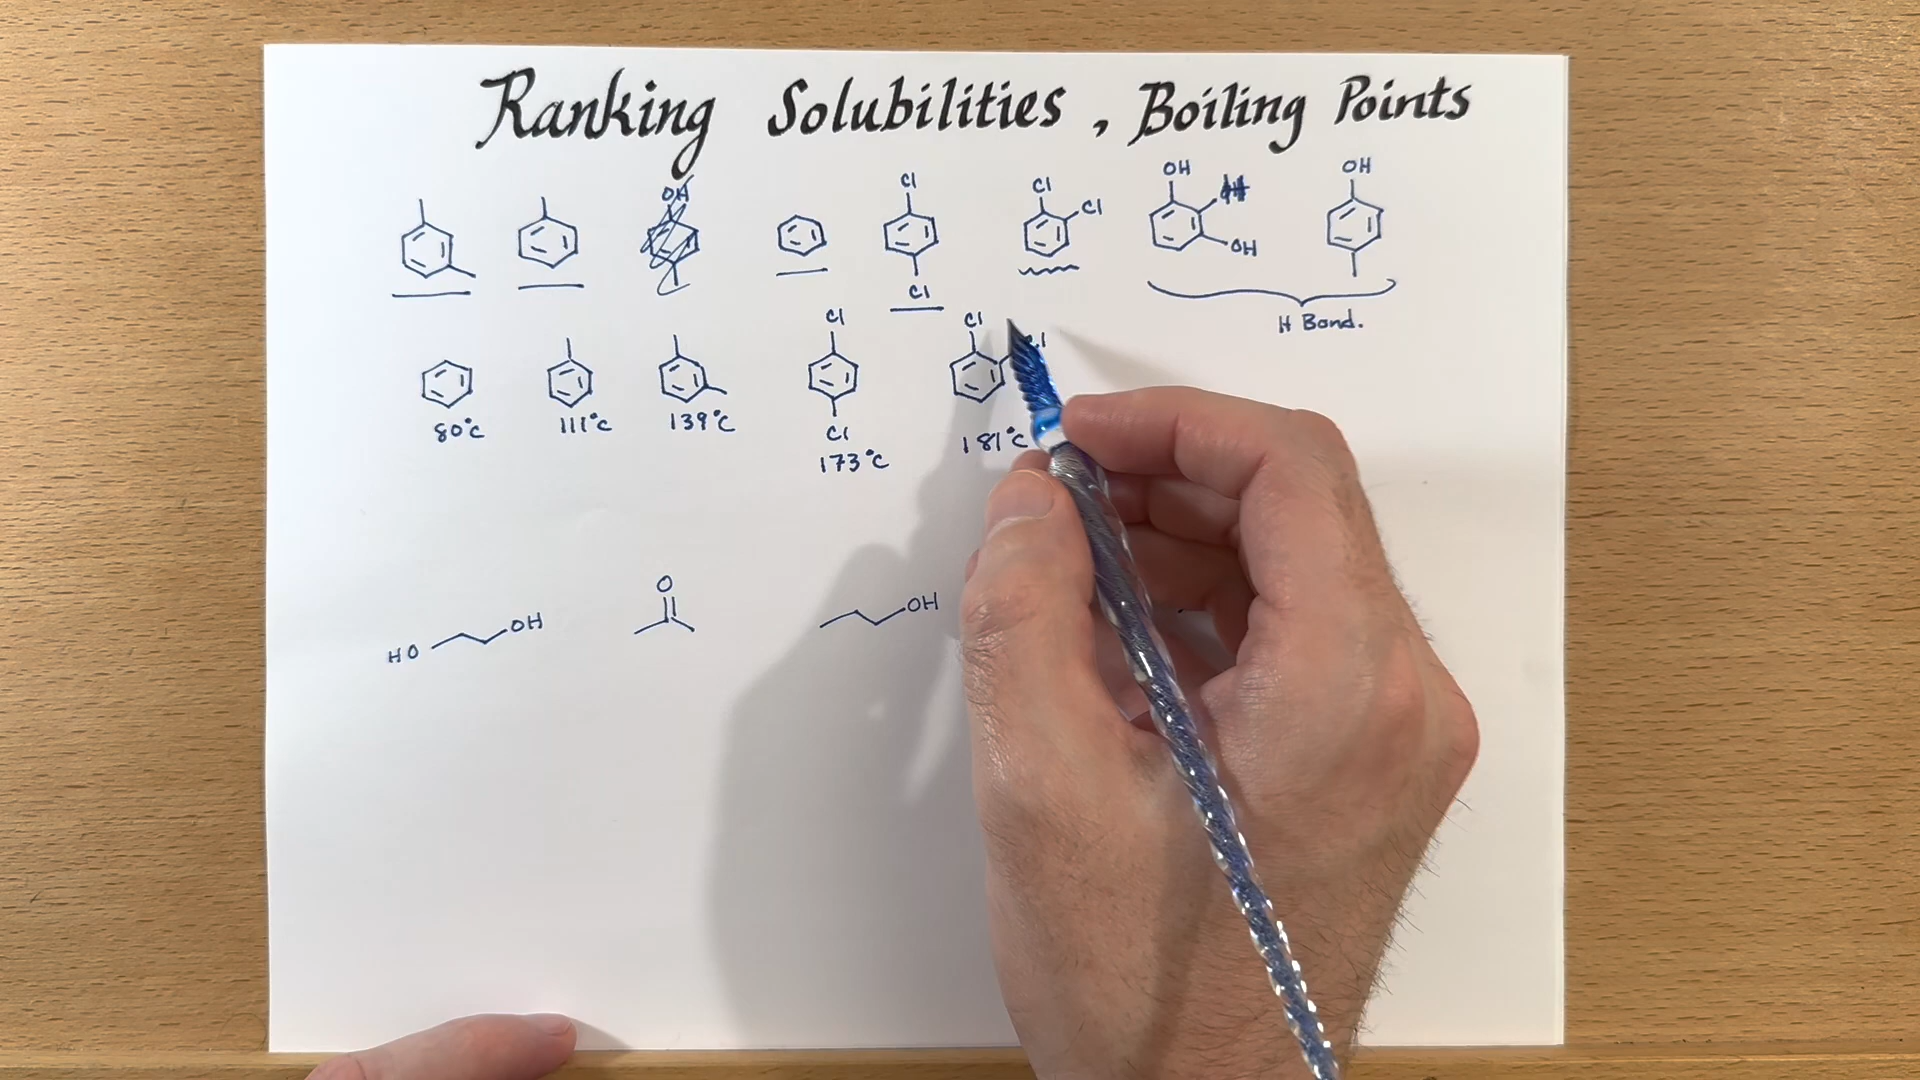 Ranking Solubilities, Boiling Points
OH Cl Cl Cl OH OH OH
Cl
H Bond.
Cl Cl Cl
80°C 111°C 139°C Cl 181°C
173°C
HO OH O OH